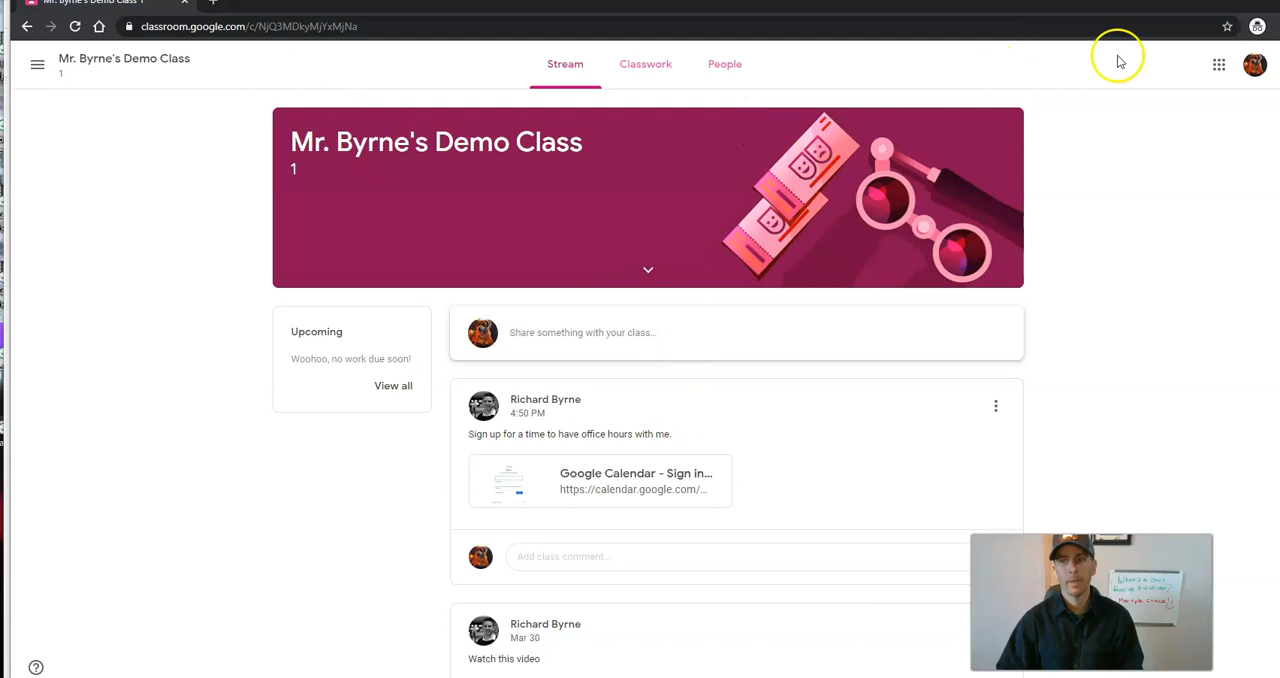 Mr. Byrne's Demo Class 1
classroom.google.com/c/NjQ3MDkyMjYxMjNa
Mr. Byrne's Demo Class
1
Stream
Classwork
People
Mr. Byrne's Demo Class
1
Upcoming
Woohoo, no work due soon!
View all
Share something with your class...
Richard Byrne
4:50 PM
Sign up for a time to have office hours with me.
Google Calendar - Sign in...
https://calendar.google.com/...
Add class comment...
Richard Byrne
Mar 30
Watch this video